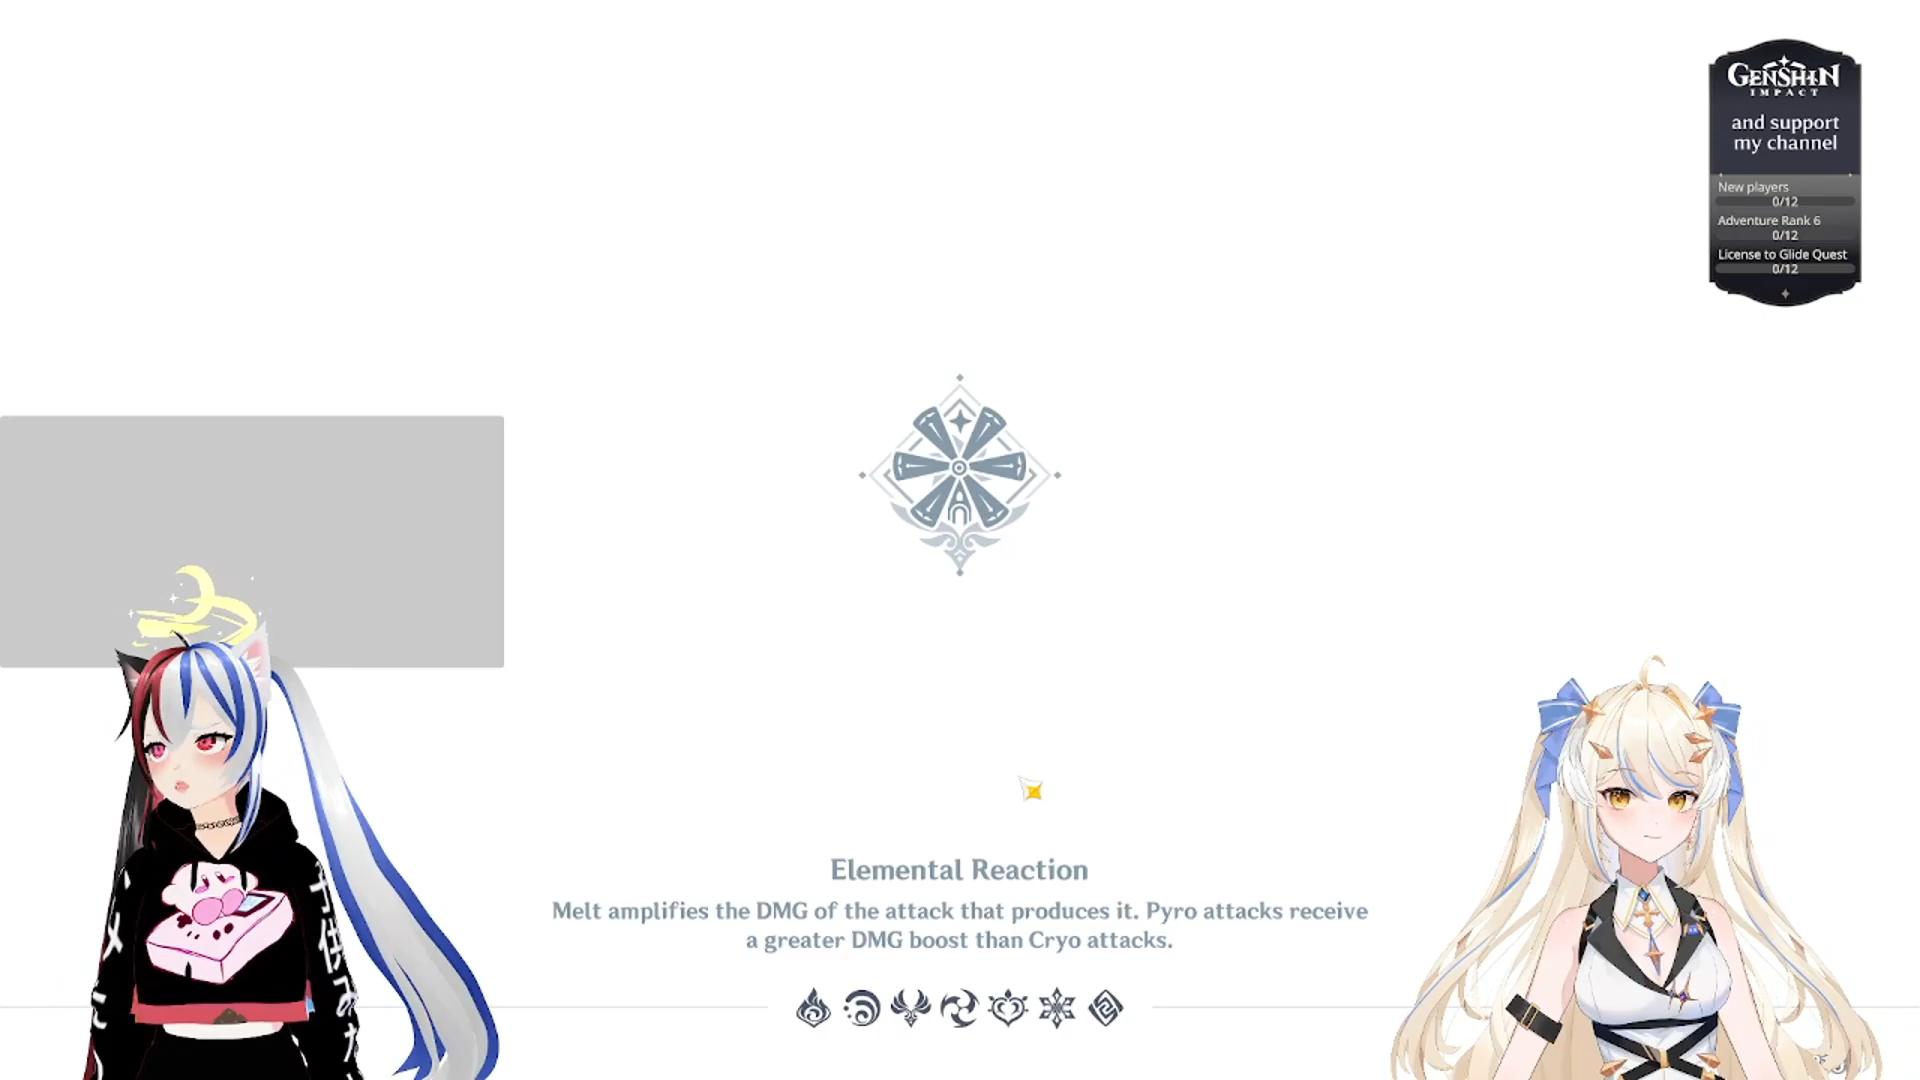 GENSHIN
IMPACT
and support
my channel
New players
0/12
Adventure Rank 6
0/12
License to Glide Quest
0/12
Elemental Reaction
Melt amplifies the DMG of the attack that produces it. Pyro attacks receive
a greater DMG boost than Cryo attacks.